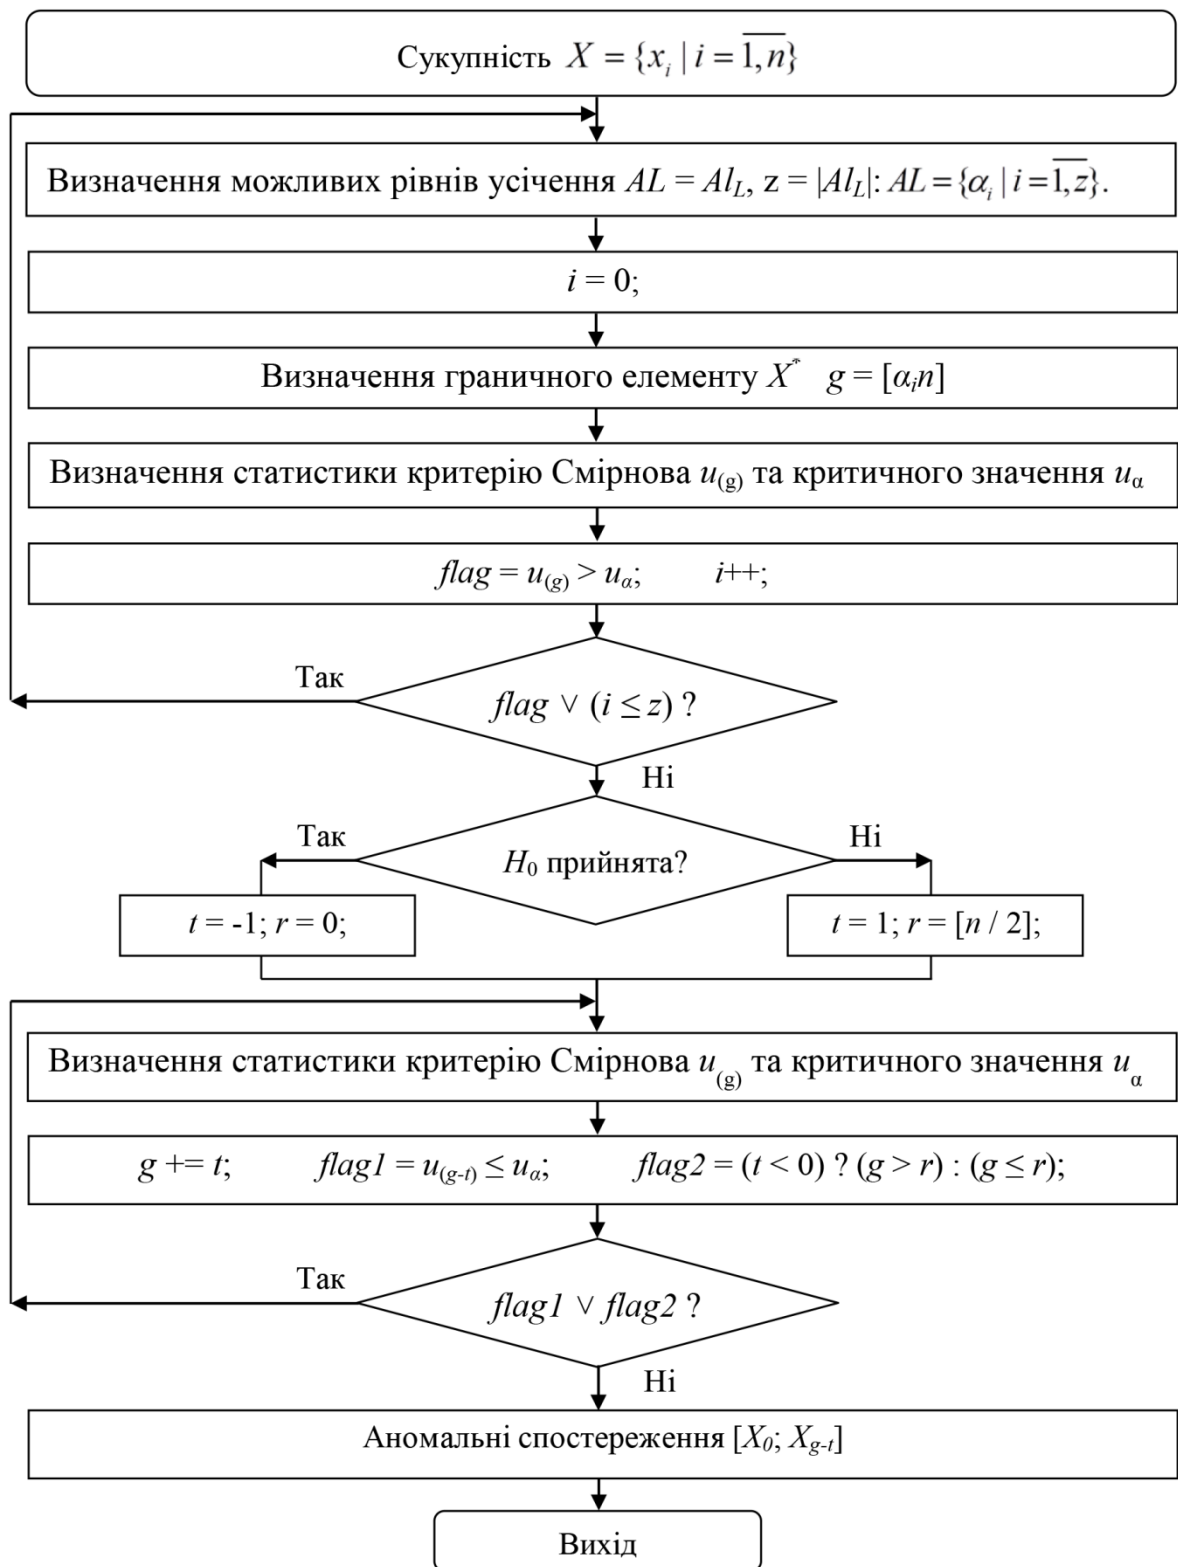 Сукупність X = {x_i | i = \overline{1, n}}
Визначення можливих рівнів усічення AL = Al_L, z = |Al_L|: AL = {α_i | i = \overline{1, z}}.
i = 0;
Визначення граничного елементу X* g = [α_i n]
Визначення статистики критерію Смірнова u_(g) та критичного значення u_α
flag = u_(g) > u_α; i++;
Так
flag ∨ (i ≤ z) ?
Ні
Так
H_0 прийнята?
Ні
t = -1; r = 0;
t = 1; r = [n / 2];
Визначення статистики критерію Смірнова u_(g) та критичного значення u_α
g += t; flag1 = u_(g-t) ≤ u_α; flag2 = (t < 0) ? (g > r) : (g ≤ r);
Так
flag1 ∨ flag2 ?
Ні
Аномальні спостереження [X_0; X_g-t]
Вихід